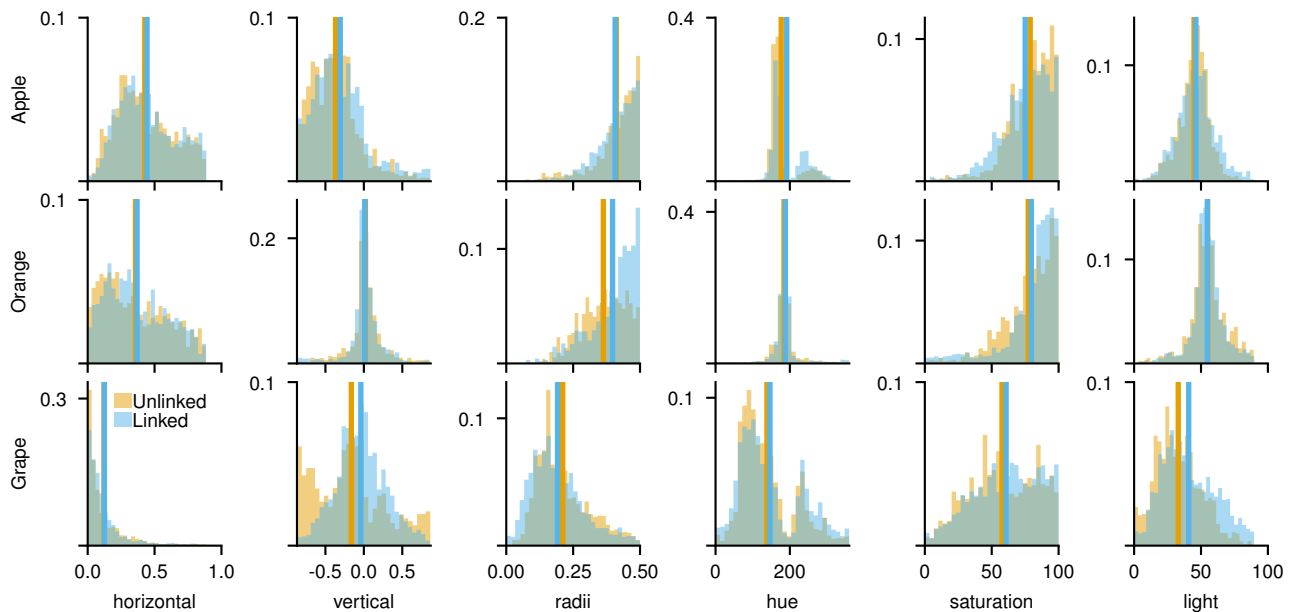 0.1 0.1 0.2 0.4 0.1 0.1
Apple
0.1 0.2 0.1 0.4 0.1 0.1
Orange
0.3 0.1 0.1 0.1 0.1 0.1
Unlinked
Linked
Grape
0.0 0.5 1.0 -0.5 0.0 0.5 0.00 0.25 0.50 0 200 0 50 100 0 50 100
horizontal vertical radii hue saturation light